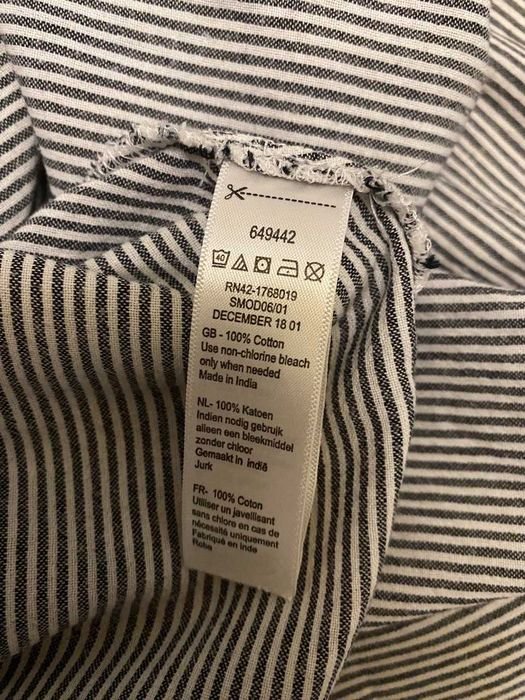 649442
40
RN42-1768019
SMOD06/01
DECEMBER 18 01
GB - 100% Cotton
Use non-chlorine bleach
only when needed
Made in India
NL- 100% Katoen
Indien nodig gebruik
alleen een bleekmiddel
zonder chloor
Gemaakt in indië
Jurk
FR- 100% Coton
Utiliser un javellisant
sans chlore en cas de
nécessité uniquement
Fabriqué en inde
Robe